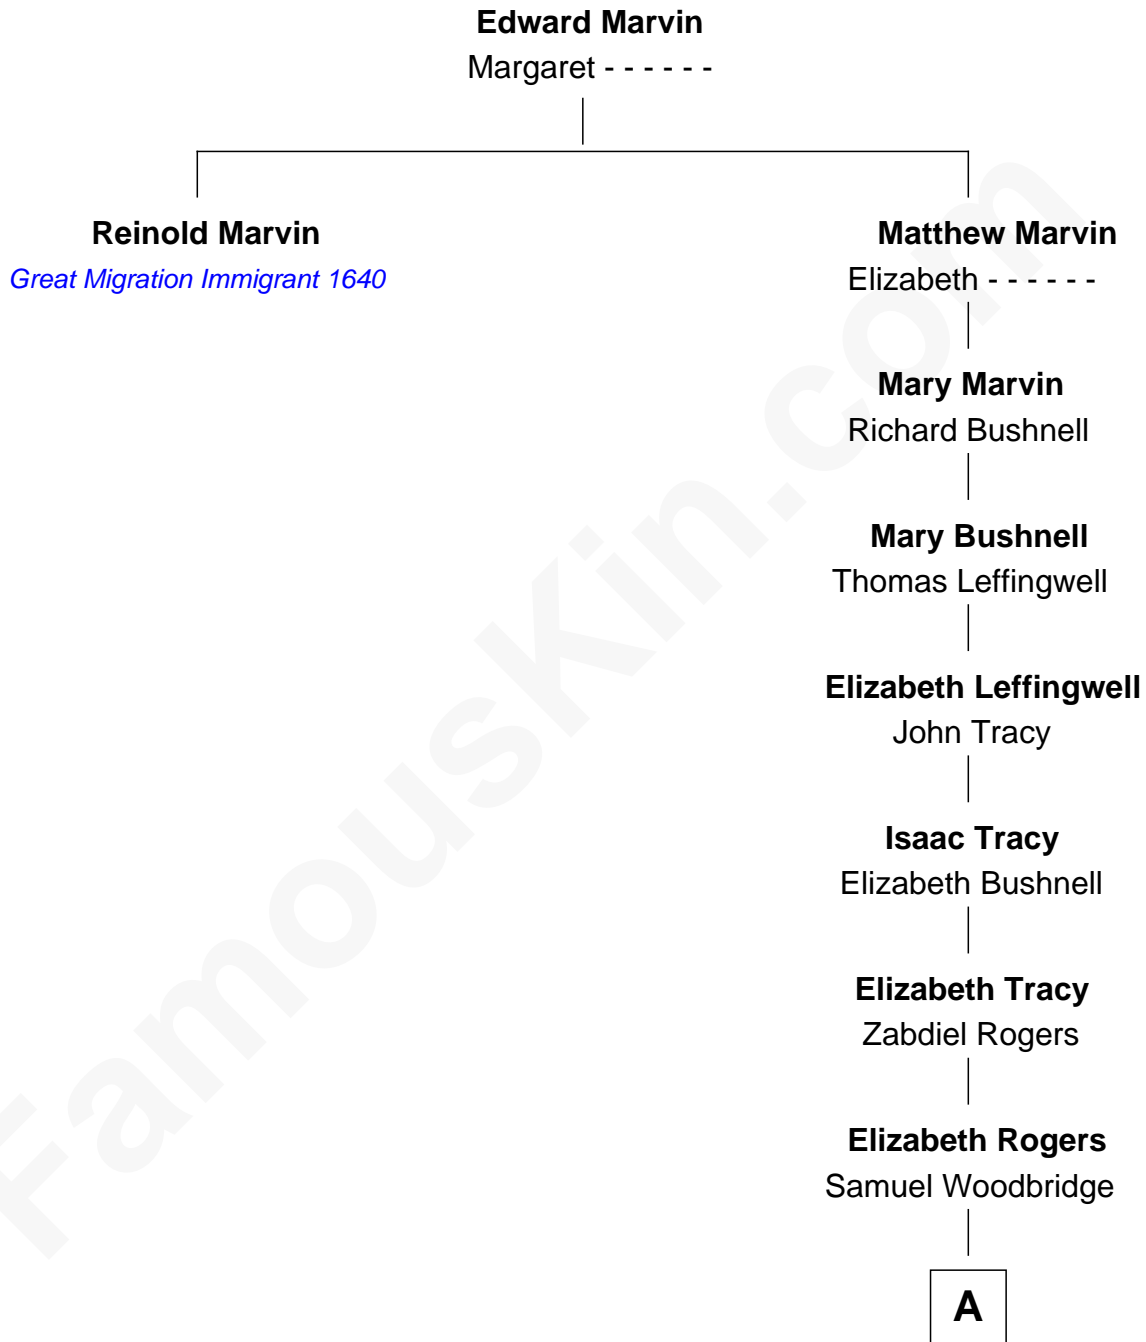 Edward Marvin
Margaret - - - - - -
Reinold Marvin
Great Migration Immigrant 1640
Matthew Marvin
Elizabeth - - - - - -
Mary Marvin
Richard Bushnell
Mary Bushnell
Thomas Leffingwell
Elizabeth Leffingwell
John Tracy
Isaac Tracy
Elizabeth Bushnell
Elizabeth Tracy
Zabdiel Rogers
Elizabeth Rogers
Samuel Woodbridge
A
FamousKin.com